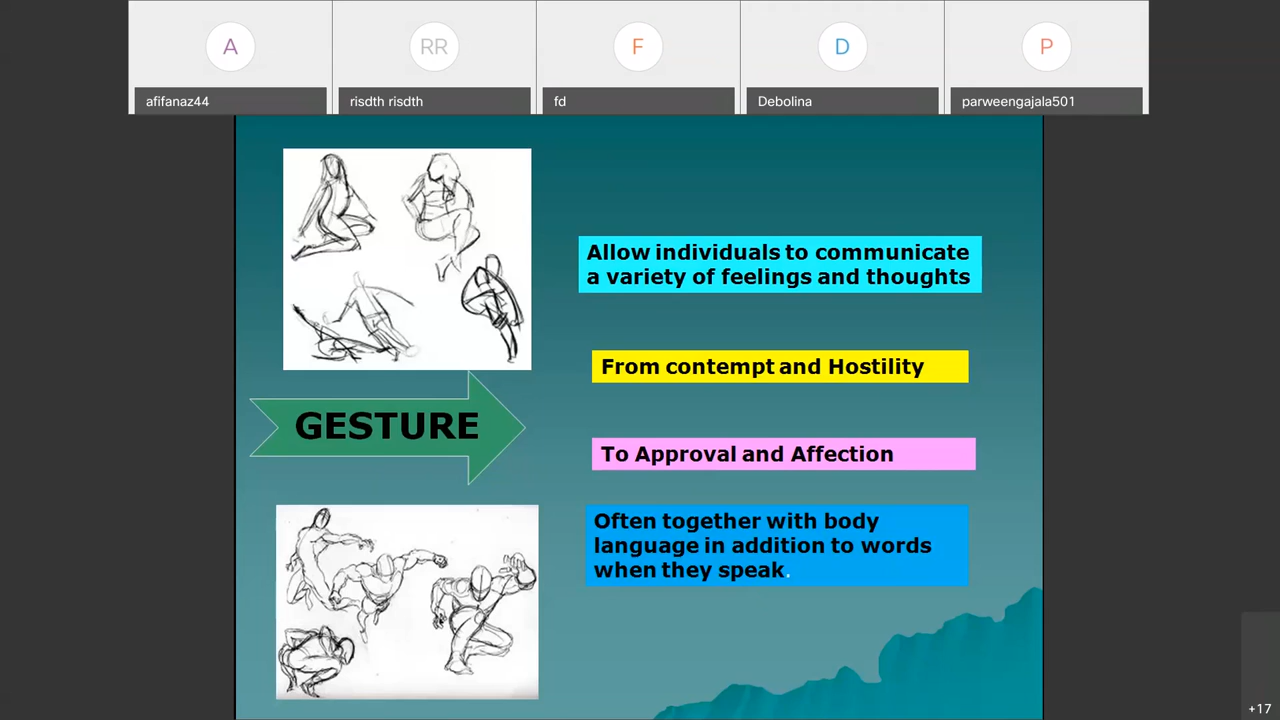 A
RR
F
D
P
afifanaz44
risdth risdth
fd
Debolina
parweengajala501
Allow individuals to communicate
a variety of feelings and thoughts
From contempt and Hostility
GESTURE
To Approval and Affection
Often together with body
language in addition to words
when they speak.
+17